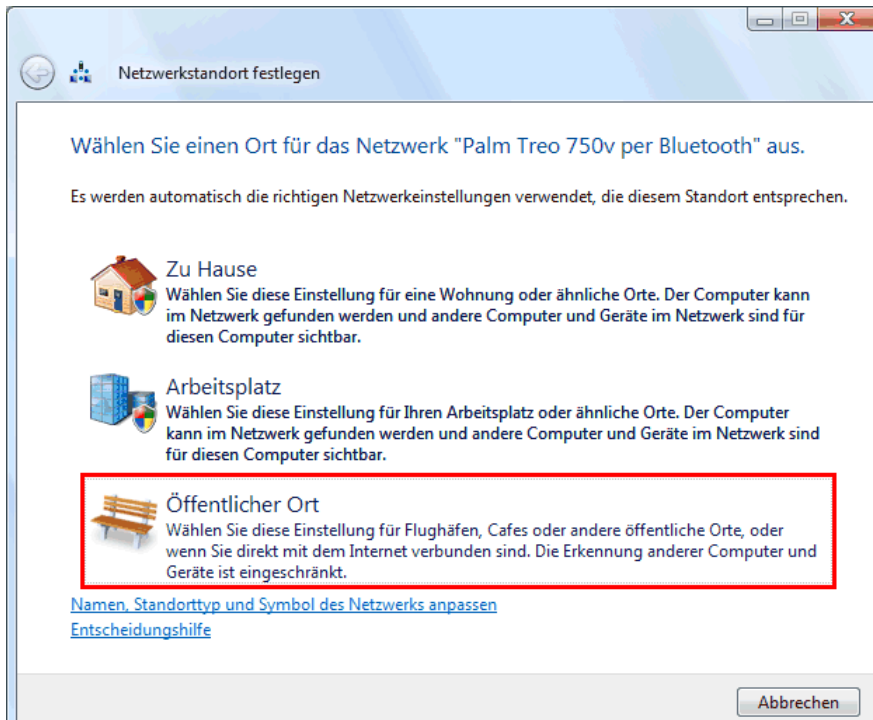 Netzwerkstandort festlegen
Wählen Sie einen Ort für das Netzwerk "Palm Treo 750v per Bluetooth" aus.
Es werden automatisch die richtigen Netzwerkeinstellungen verwendet, die diesem Standort entsprechen.
Zu Hause
Wählen Sie diese Einstellung für eine Wohnung oder ähnliche Orte. Der Computer kann
im Netzwerk gefunden werden und andere Computer und Geräte im Netzwerk sind für
diesen Computer sichtbar.
Arbeitsplatz
Wählen Sie diese Einstellung für Ihren Arbeitsplatz oder ähnliche Orte. Der Computer
kann im Netzwerk gefunden werden und andere Computer und Geräte im Netzwerk sind
für diesen Computer sichtbar.
Öffentlicher Ort
Wählen Sie diese Einstellung für Flughäfen, Cafes oder andere öffentliche Orte, oder
wenn Sie direkt mit dem Internet verbunden sind. Die Erkennung anderer Computer und
Geräte ist eingeschränkt.
Namen, Standorttyp und Symbol des Netzwerks anpassen
Entscheidungshilfe
Abbrechen